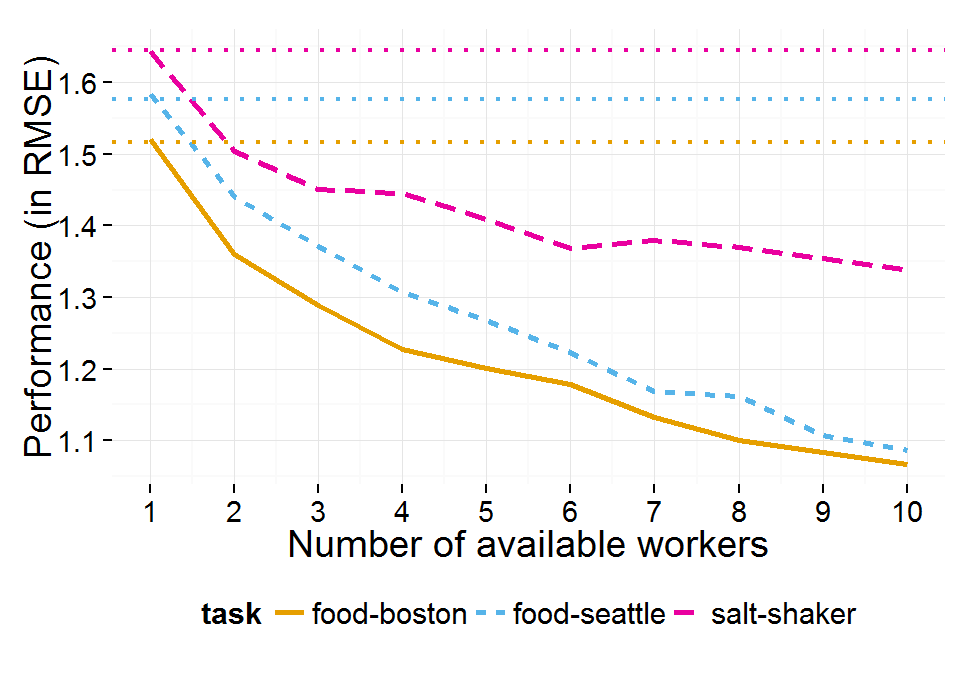 Performance (in RMSE)
1.6
1.5
1.4
1.3
1.2
1.1
1 2 3 4 5 6 7 8 9 10
Number of available workers
task food-boston food-seattle salt-shaker